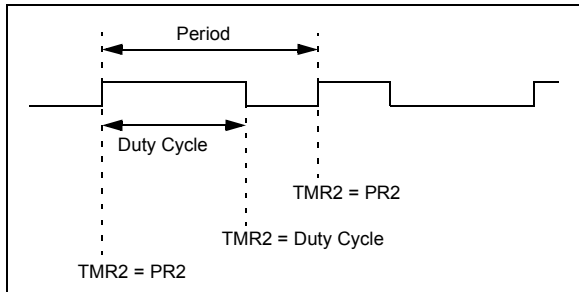 Period
Duty Cycle
TMR2 = PR2
TMR2 = Duty Cycle
TMR2 = PR2